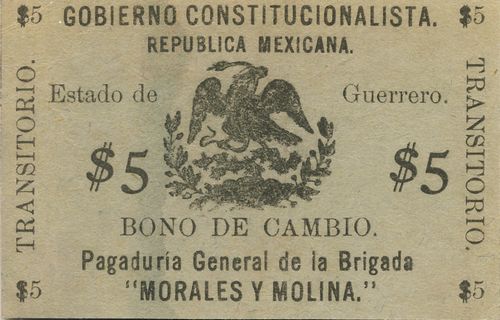 $5 GOBIERNO CONSTITUCIONALISTA. $5
REPUBLICA MEXICANA.
TRANSITORIO.
Estado de Guerrero.
TRANSITORIO.
$5 $5
BONO DE CAMBIO.
Pagaduría General de la Brigada
$5 "MORALES Y MOLINA." $5